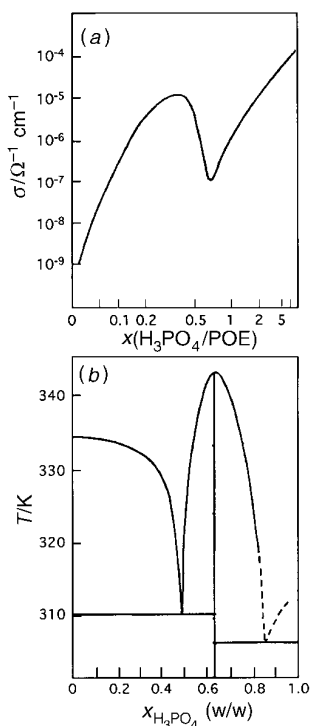 (a)
10⁻⁴
10⁻⁵
10⁻⁶
10⁻⁷
10⁻⁸
10⁻⁹
σ/Ω⁻¹ cm⁻¹
0 0.1 0.2 0.5 1 2 5
x(H₃PO₄/POE)
(b)
340
330
320
310
T/K
0 0.2 0.4 0.6 0.8 1.0
x_H₃PO₄ (w/w)